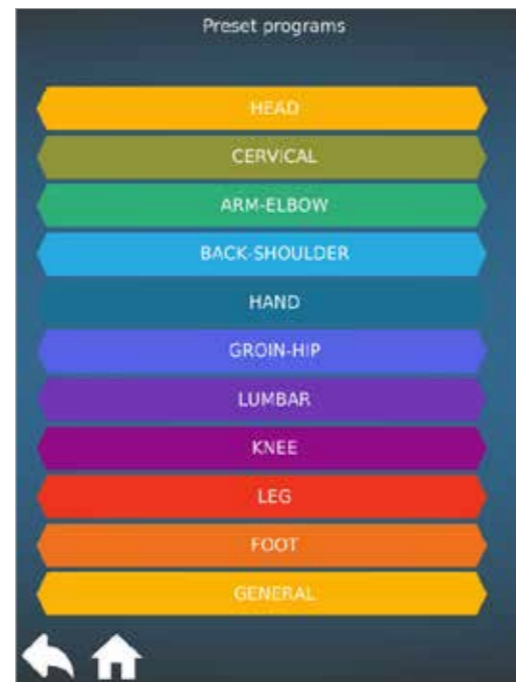 Preset programs
HEAD
CERVICAL
ARM-ELBOW
BACK-SHOULDER
HAND
GROIN-HIP
LUMBAR
KNEE
LEG
FOOT
GENERAL